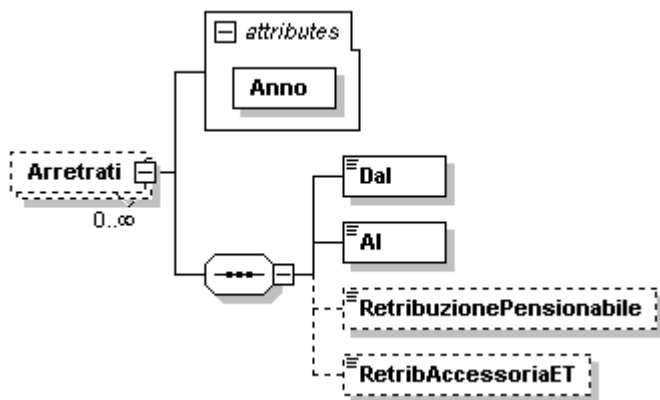 attributes
Anno
Arretrati
0..∞
Dal
Al
RetribuzionePensionabile
RetribAccessoriaET